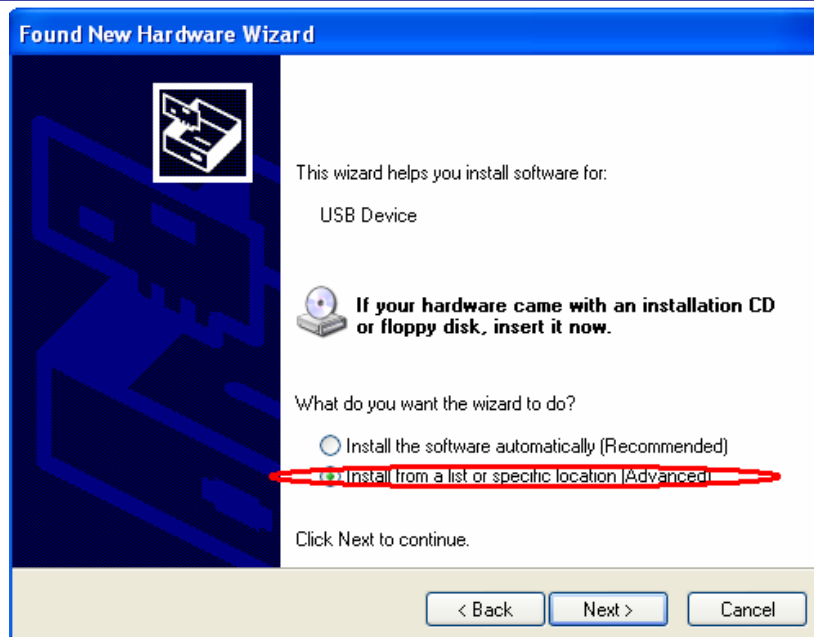 Found New Hardware Wizard
This wizard helps you install software for:
USB Device
If your hardware came with an installation CD
or floppy disk, insert it now.
What do you want the wizard to do?
Install the software automatically (Recommended)
Install from a list or specific location (Advanced)
Click Next to continue.
< Back
Next >
Cancel